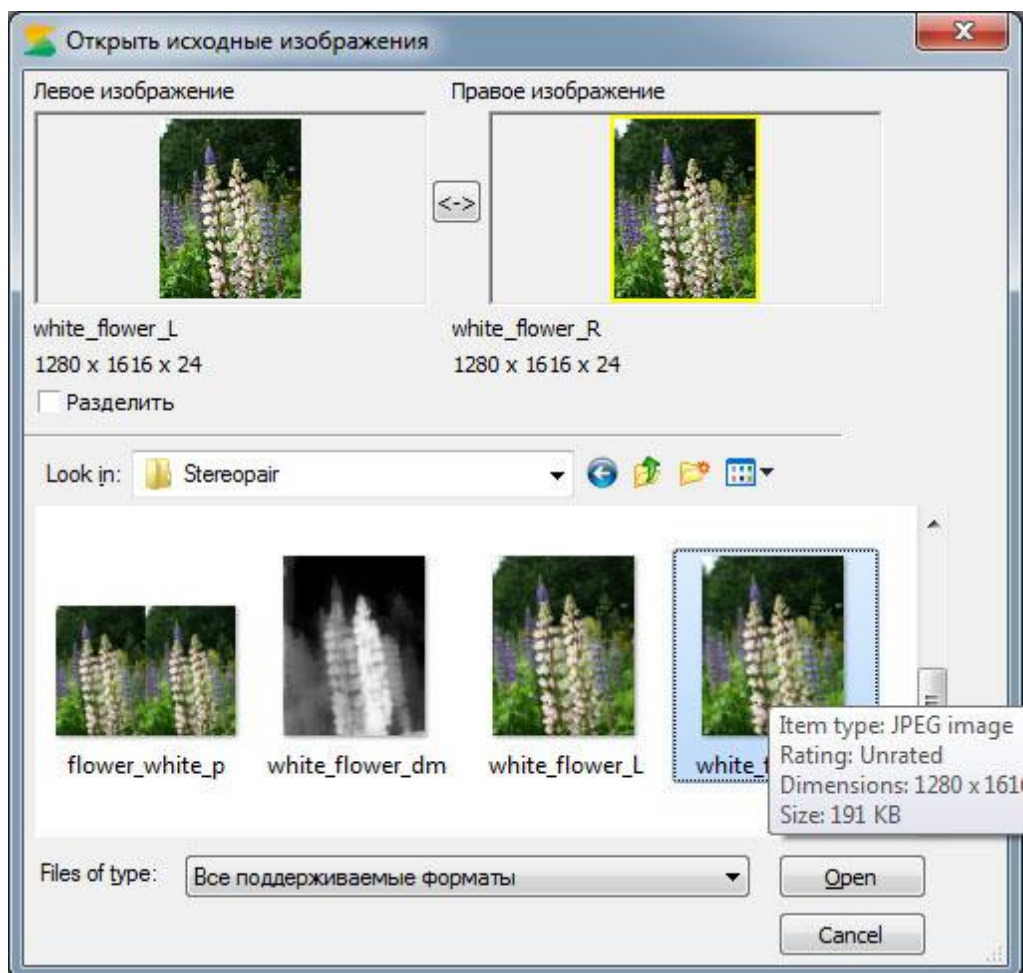 Открыть исходные изображения
Левое изображение
Правое изображение
<->
white_flower_L
white_flower_R
1280 x 1616 x 24
1280 x 1616 x 24
Разделить
Look in:
Stereopair
flower_white_p
white_flower_dm
white_flower_L
Item type: JPEG image
Rating: Unrated
Dimensions: 1280 x 161
Size: 191 KB
Files of type:
Все поддерживаемые форматы
Open
Cancel